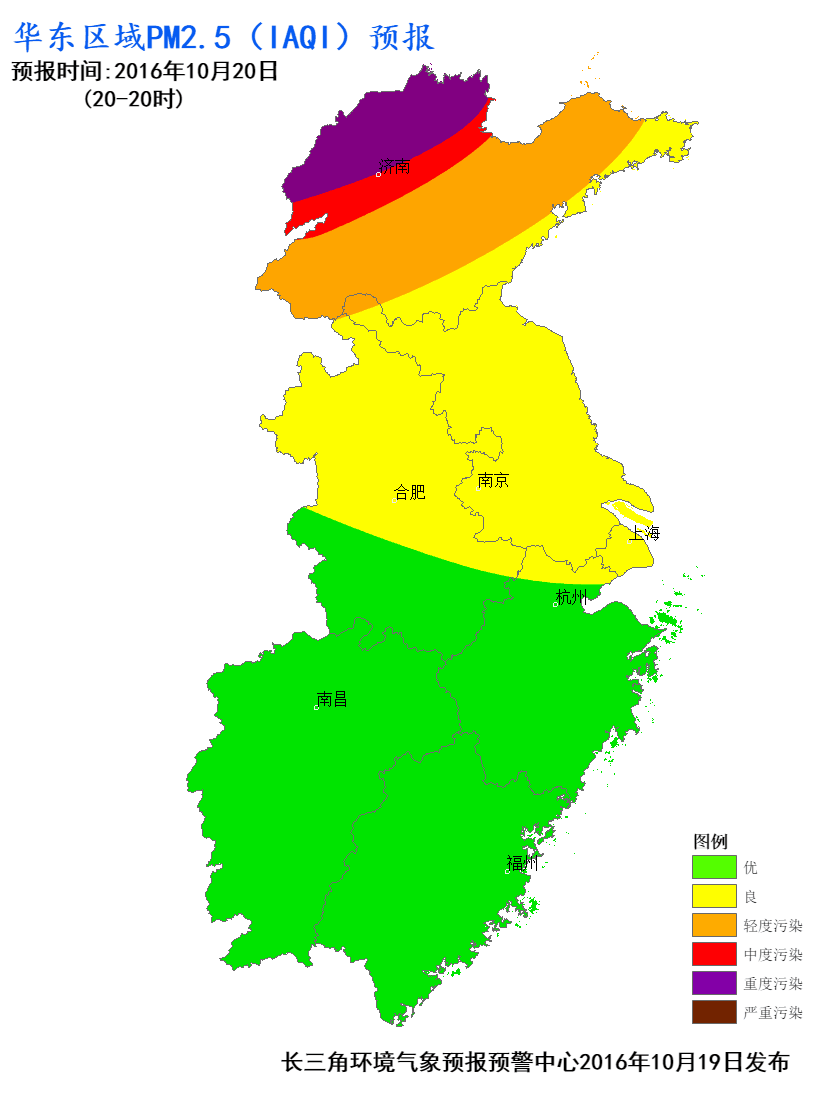 华东区域PM2.5（IAQI）预报
预报时间:2016年10月20日
(20-20时)
济南
合肥
南京
上海
杭州
南昌
福州
图例
优
良
轻度污染
中度污染
重度污染
严重污染
长三角环境气象预报预警中心2016年10月19日发布